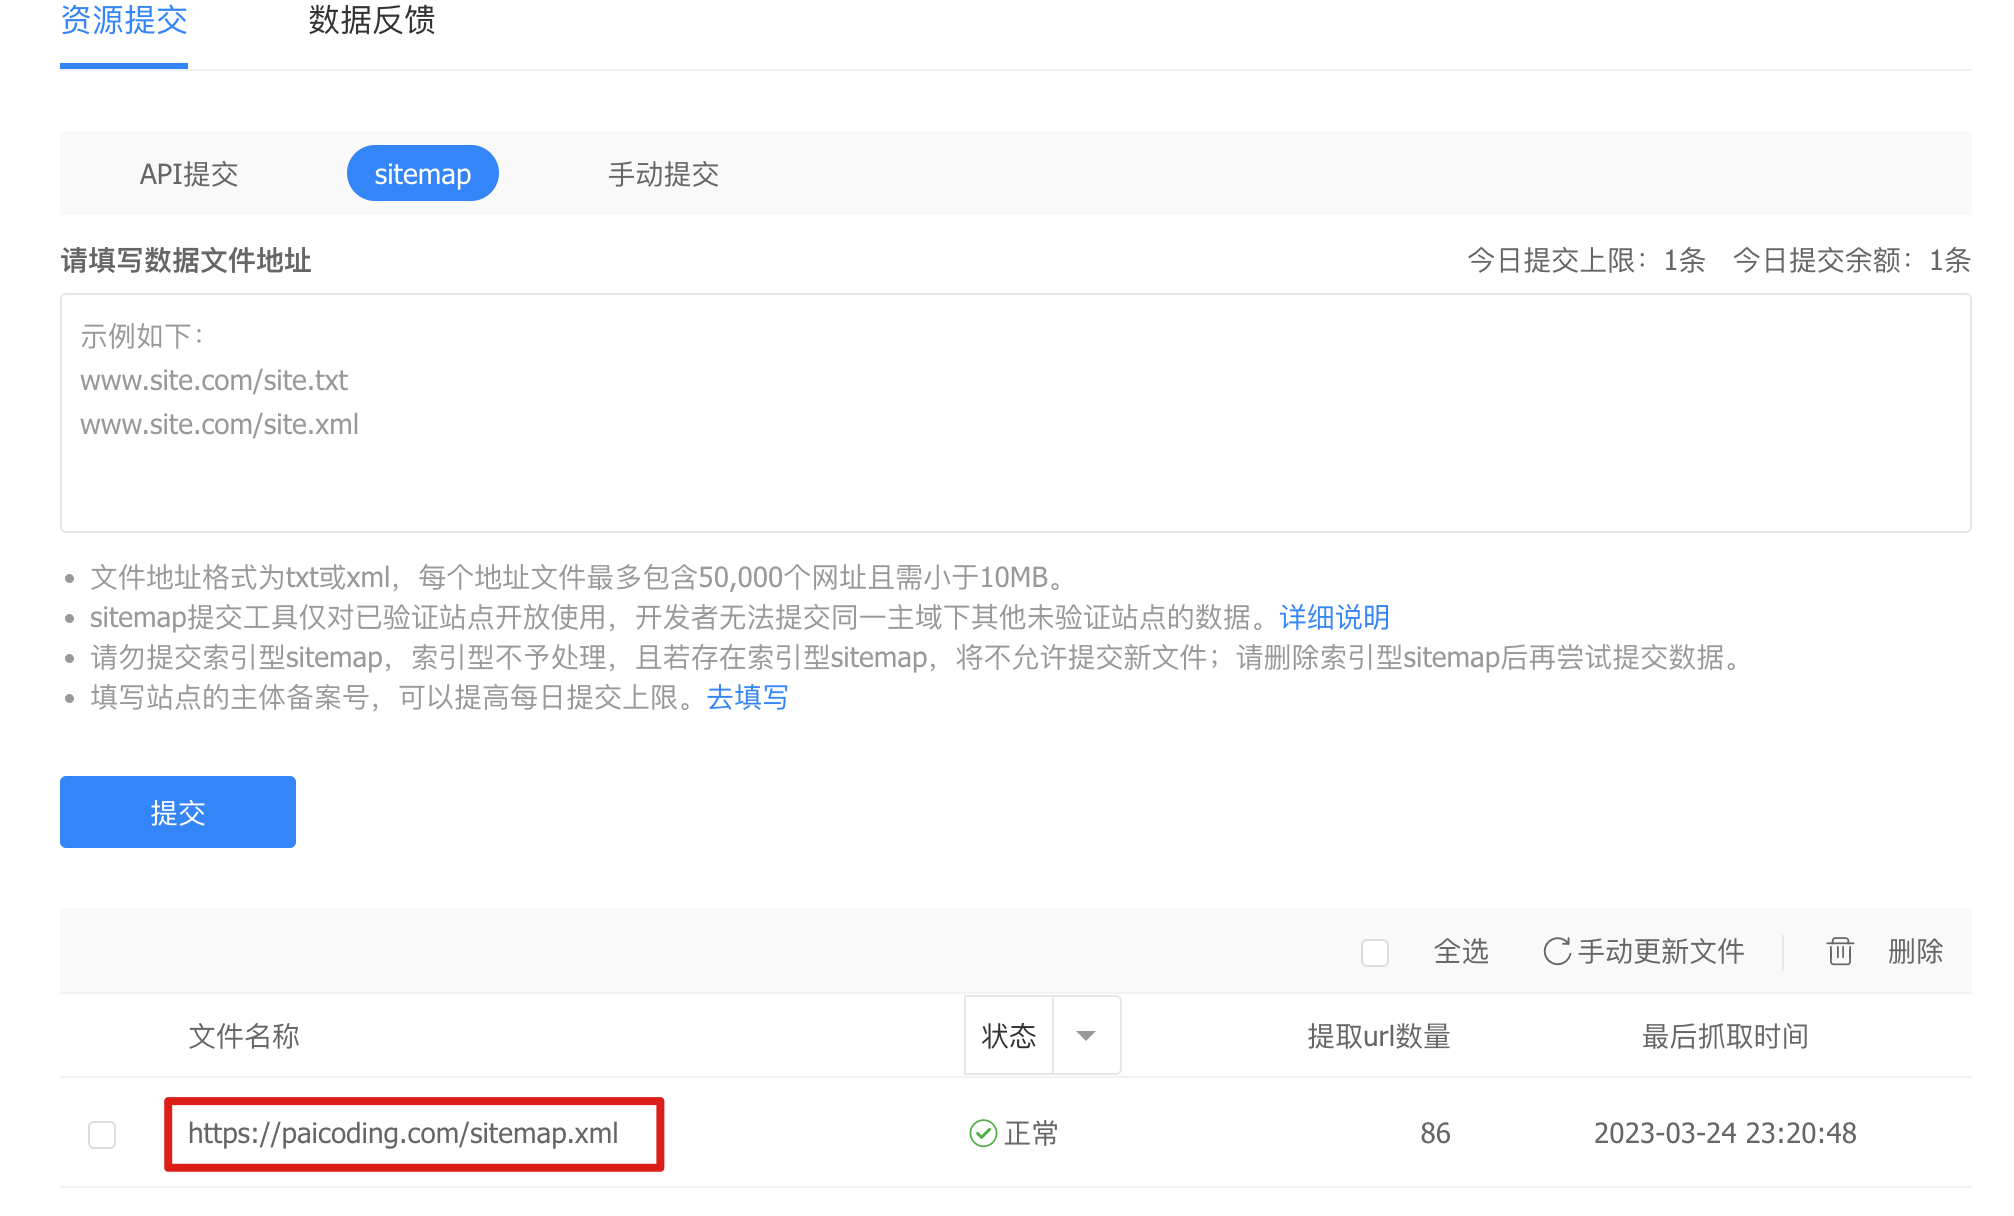 资源提交 数据反馈
API提交 sitemap 手动提交
请填写数据文件地址 今日提交上限：1条 今日提交余额：1条
示例如下：
www.site.com/site.txt
www.site.com/site.xml
文件地址格式为txt或xml，每个地址文件最多包含50,000个网址且需小于10MB。
sitemap提交工具仅对已验证站点开放使用，开发者无法提交同一主域下其他未验证站点的数据。详细说明
请勿提交索引型sitemap，索引型不予处理，且若存在索引型sitemap，将不允许提交新文件；请删除索引型sitemap后再尝试提交数据。
填写站点的主体备案号，可以提高每日提交上限。去填写
提交
全选 手动更新文件 删除
文件名称 状态 提取url数量 最后抓取时间
https://paicoding.com/sitemap.xml 正常 86 2023-03-24 23:20:48